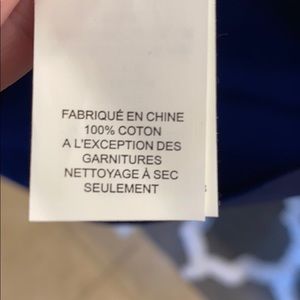 FABRIQUÉ EN CHINE
100% COTON
A L'EXCEPTION DES
GARNITURES
NETTOYAGE À SEC
SEULEMENT